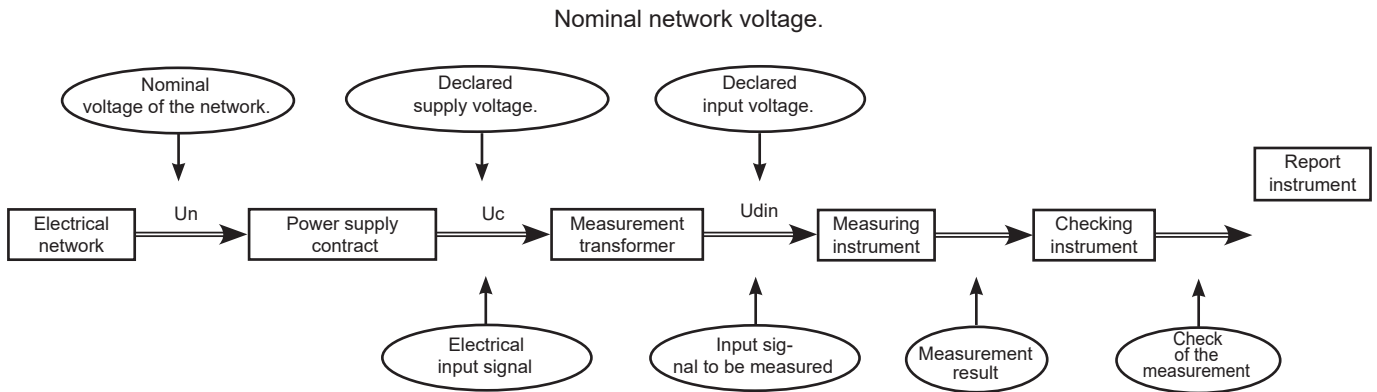 Nominal network voltage.
Nominal
voltage of the network.
Declared
supply voltage.
Declared
input voltage.
Report
instrument
Un
Uc
Udin
Electrical
network
Power supply
contract
Measurement
transformer
Measuring
instrument
Checking
instrument
Electrical
input signal
Input sig-
nal to be measured
Measurement
result
Check
of the
measurement